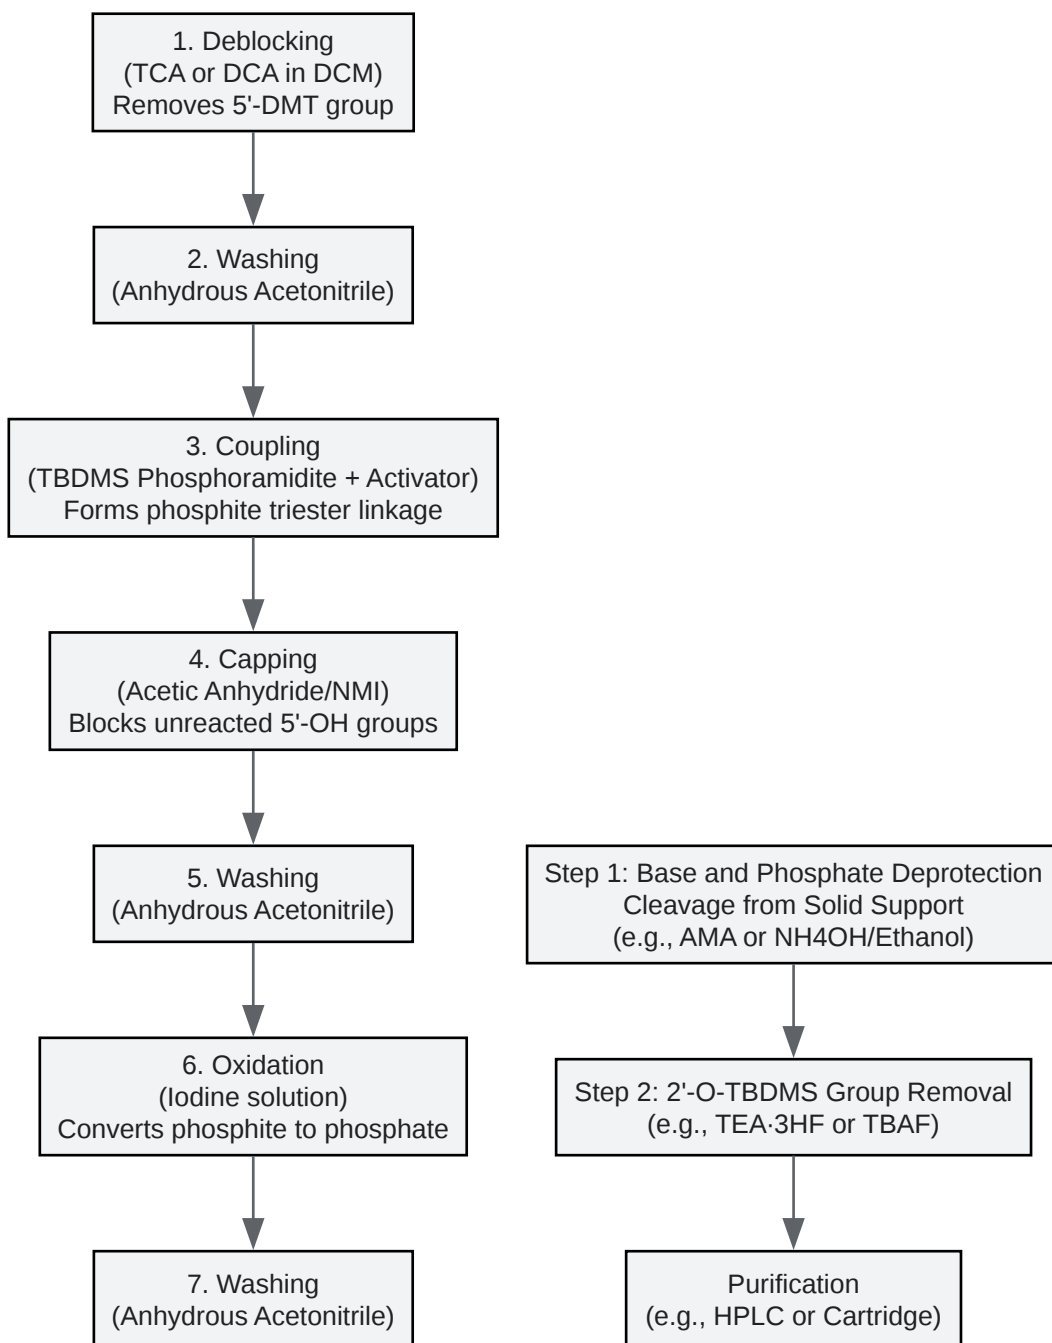 1. Deblocking
(TCA or DCA in DCM)
Removes 5'-DMT group
2. Washing
(Anhydrous Acetonitrile)
3. Coupling
(TBDMS Phosphoramidite + Activator)
Forms phosphite triester linkage
4. Capping
(Acetic Anhydride/NMI)
Blocks unreacted 5'-OH groups
5. Washing
(Anhydrous Acetonitrile)
6. Oxidation
(Iodine solution)
Converts phosphite to phosphate
7. Washing
(Anhydrous Acetonitrile)
Step 1: Base and Phosphate Deprotection
Cleavage from Solid Support
(e.g., AMA or NH4OH/Ethanol)
Step 2: 2'-O-TBDMS Group Removal
(e.g., TEA·3HF or TBAF)
Purification
(e.g., HPLC or Cartridge)